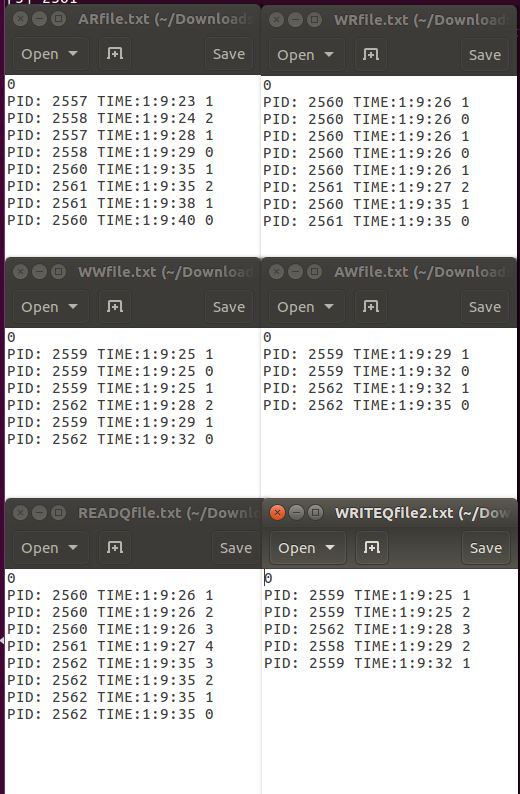 ARfile.txt (~/Downloads
Open Save
0
PID: 2557 TIME:1:9:23 1
PID: 2558 TIME:1:9:24 2
PID: 2557 TIME:1:9:28 1
PID: 2558 TIME:1:9:29 0
PID: 2560 TIME:1:9:35 1
PID: 2561 TIME:1:9:35 2
PID: 2561 TIME:1:9:38 1
PID: 2560 TIME:1:9:40 0
WRfile.txt (~/Downloads
Open Save
0
PID: 2560 TIME:1:9:26 1
PID: 2560 TIME:1:9:26 0
PID: 2560 TIME:1:9:26 1
PID: 2560 TIME:1:9:26 0
PID: 2560 TIME:1:9:26 1
PID: 2561 TIME:1:9:27 2
PID: 2560 TIME:1:9:35 1
PID: 2561 TIME:1:9:35 0
WWfile.txt (~/Download
Open Save
0
PID: 2559 TIME:1:9:25 1
PID: 2559 TIME:1:9:25 0
PID: 2559 TIME:1:9:25 1
PID: 2562 TIME:1:9:28 2
PID: 2559 TIME:1:9:29 1
PID: 2562 TIME:1:9:32 0
AWfile.txt (~/Downloads
Open Save
0
PID: 2559 TIME:1:9:29 1
PID: 2559 TIME:1:9:32 0
PID: 2562 TIME:1:9:32 1
PID: 2562 TIME:1:9:35 0
READQfile.txt (~/Downl
Open Save
0
PID: 2560 TIME:1:9:26 1
PID: 2560 TIME:1:9:26 2
PID: 2560 TIME:1:9:26 3
PID: 2561 TIME:1:9:27 4
PID: 2562 TIME:1:9:35 3
PID: 2562 TIME:1:9:35 2
PID: 2562 TIME:1:9:35 1
PID: 2562 TIME:1:9:35 0
WRITEQfile2.txt (~/Dow
Open Save
0
PID: 2559 TIME:1:9:25 1
PID: 2559 TIME:1:9:25 2
PID: 2562 TIME:1:9:28 3
PID: 2558 TIME:1:9:29 2
PID: 2559 TIME:1:9:32 1